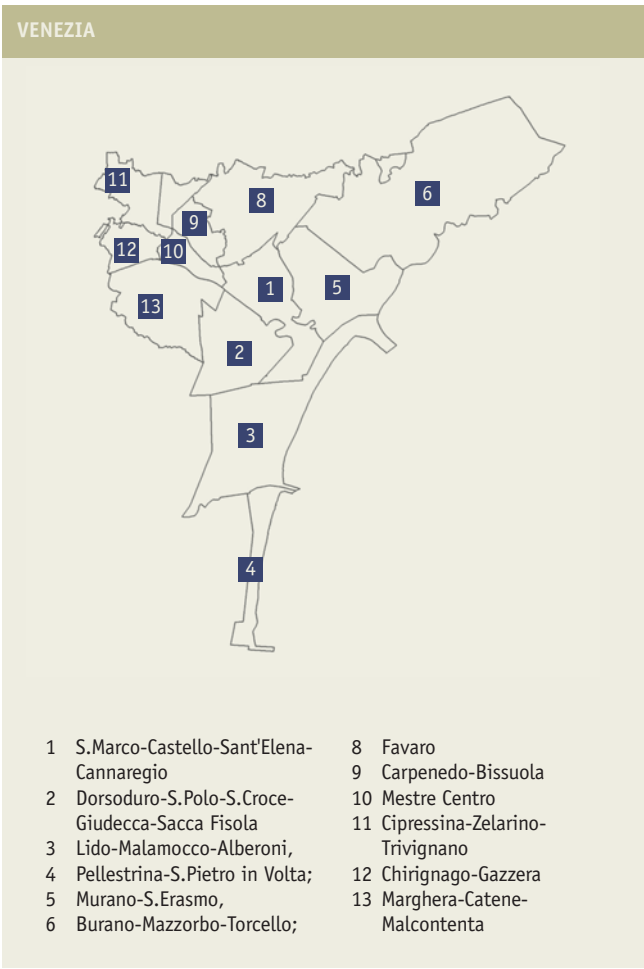 VENEZIA
11
8
6
9
12
10
1
5
13
2
3
4
1 S.Marco-Castello-Sant'Elena-
Cannaregio
2 Dorsoduro-S.Polo-S.Croce-
Giudecca-Sacca Fisola
3 Lido-Malamocco-Alberoni,
4 Pellestrina-S.Pietro in Volta;
5 Murano-S.Erasmo,
6 Burano-Mazzorbo-Torcello;
8 Favaro
9 Carpenedo-Bissuola
10 Mestre Centro
11 Cipressina-Zelarino-
Trivignano
12 Chirignago-Gazzera
13 Marghera-Catene-
Malcontenta